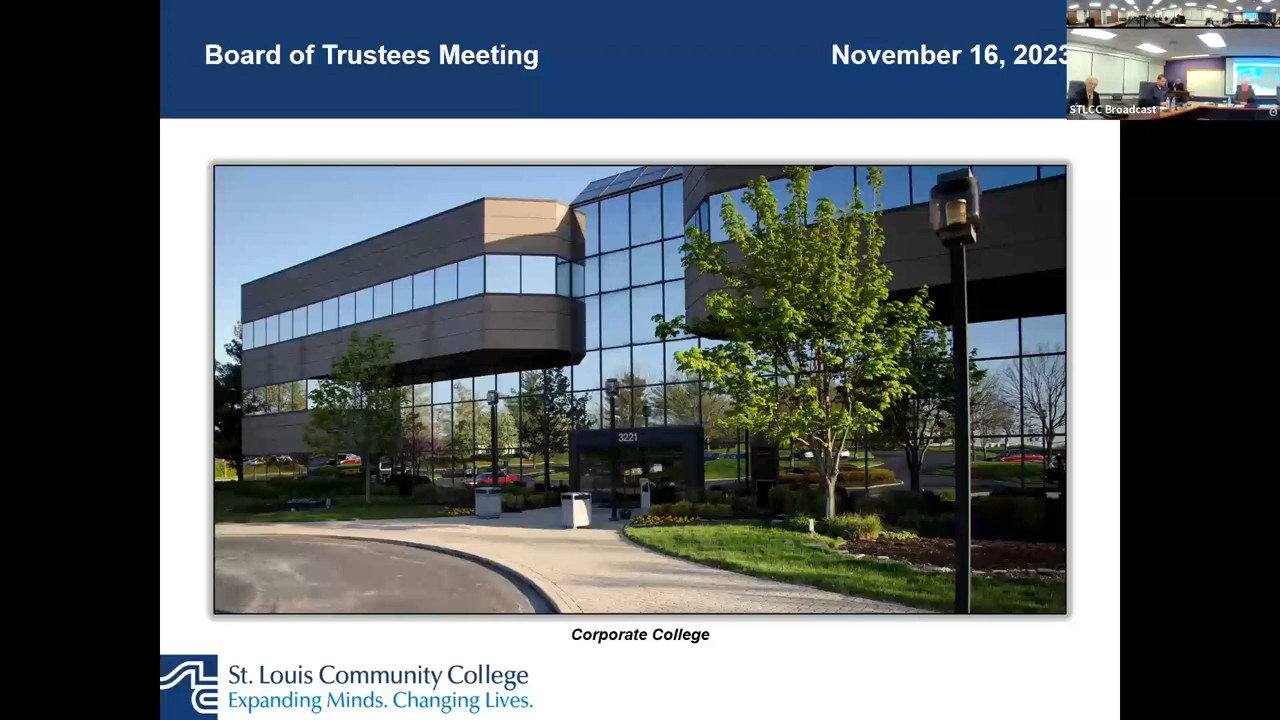 Board of Trustees Meeting
November 16, 2023
STLCC Broadcast
3221
Corporate College
St. Louis Community College
Expanding Minds. Changing Lives.